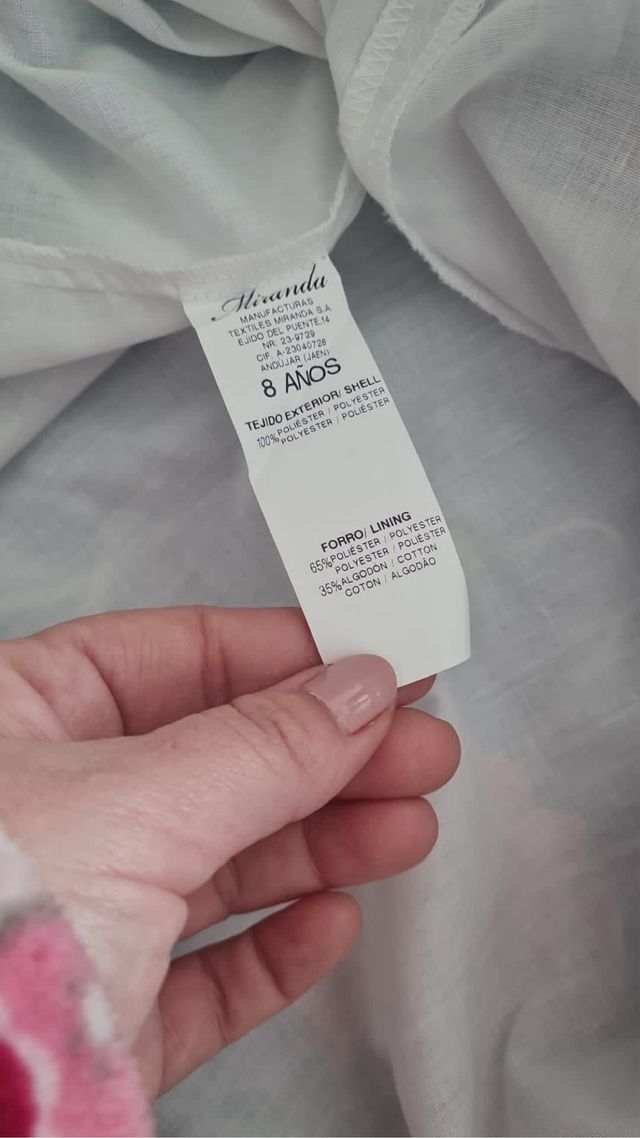 Miranda
MANUFACTURAS
TEXTILES MIRANDA S.A.
EJIDO DEL PUENTE,14
NR: 23-9729
CIF. A-23040728
ANDUJAR (JAEN)
8 AÑOS
TEJIDO EXTERIOR/ SHELL
100%POLIÉSTER / POLYESTER
POLYESTER / POLIÉSTER
FORRO/ LINING
65%POLIÉSTER / POLYESTER
POLYESTER / POLIÉSTER
35%ALGODÓN / COTTON
COTON / ALGODÃO